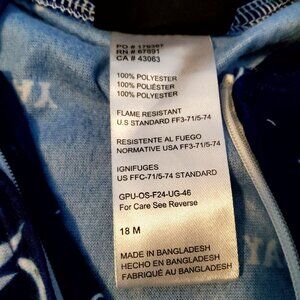 PO # 176367
RN # 67891
CA # 43063
100% POLYESTER
100% POLIÉSTER
100% POLYESTER
FLAME RESISTANT
U.S STANDARD FF3-71/5-74
RESISTENTE AL FUEGO
NORMATIVE USA FF3-71/5-74
IGNIFUGES
US FFC-71/5-74 STANDARD
GPU-OS-F24-UG-46
For Care See Reverse
18 M
MADE IN BANGLADESH
HECHO EN BANGLADESH
FABRIQUÉ AU BANGLADESH